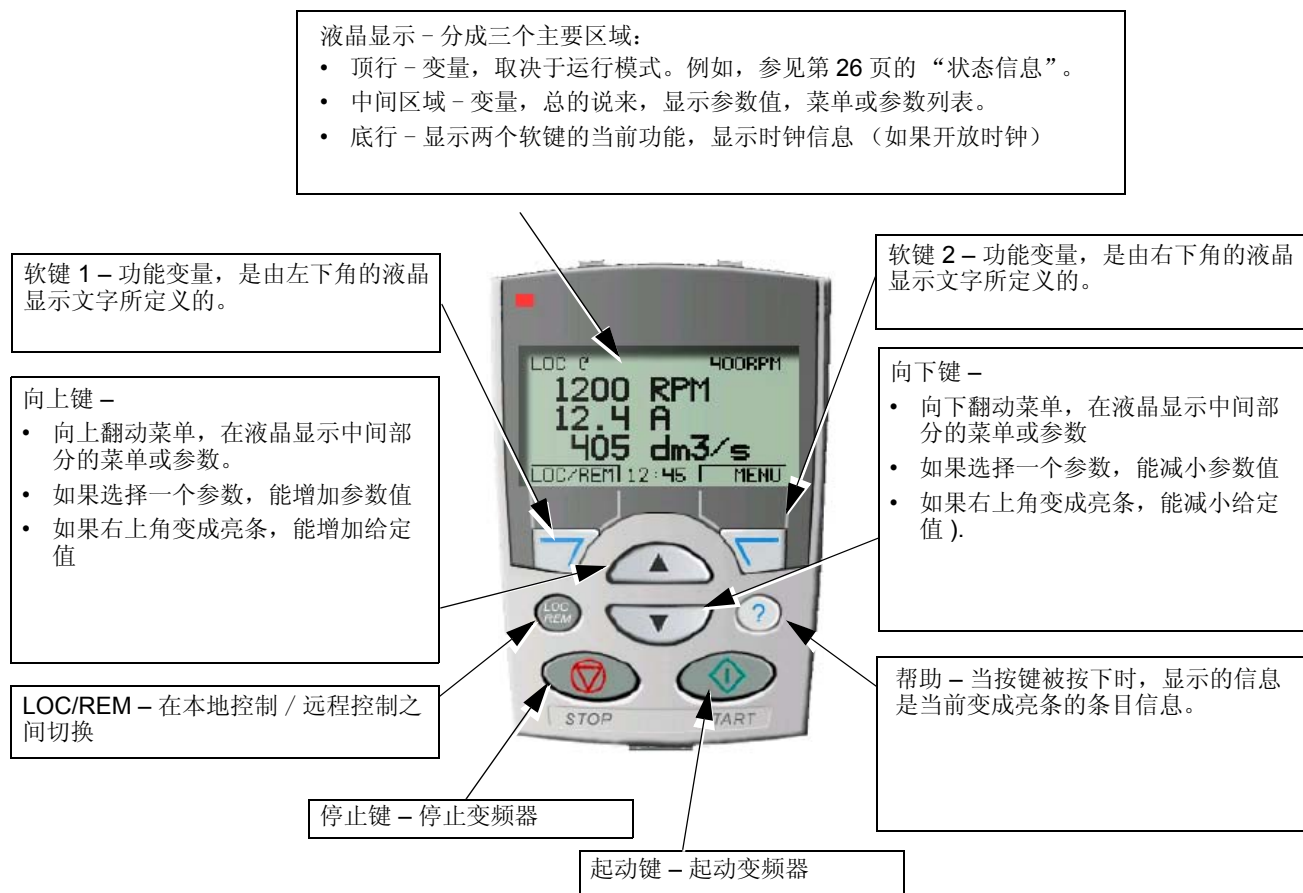 液晶显示 – 分成三个主要区域：
• 顶行 – 变量，取决于运行模式。例如，参见第 26 页的 “状态信息”。
• 中间区域 – 变量，总的说来，显示参数值，菜单或参数列表。
• 底行 – 显示两个软键的当前功能，显示时钟信息 （如果开放时钟）
软键 1 – 功能变量，是由左下角的液晶
显示文字所定义的。
软键 2 – 功能变量，是由右下角的液晶
显示文字所定义的。
向上键 –
• 向上翻动菜单，在液晶显示中间部
分的菜单或参数。
• 如果选择一个参数，能增加参数值
• 如果右上角变成亮条，能增加给定
值
LOC 400RPM
1200 RPM
12.4 A
405 dm3/s
LOC/REM 12:45 MENU
向下键 –
• 向下翻动菜单，在液晶显示中间部
分的菜单或参数
• 如果选择一个参数，能减小参数值
• 如果右上角变成亮条，能减小给定
值 ).
LOC
REM
?
STOP
START
LOC/REM – 在本地控制 / 远程控制之
间切换
帮助 – 当按键被按下时，显示的信息
是当前变成亮条的条目信息。
停止键 – 停止变频器
起动键 – 起动变频器